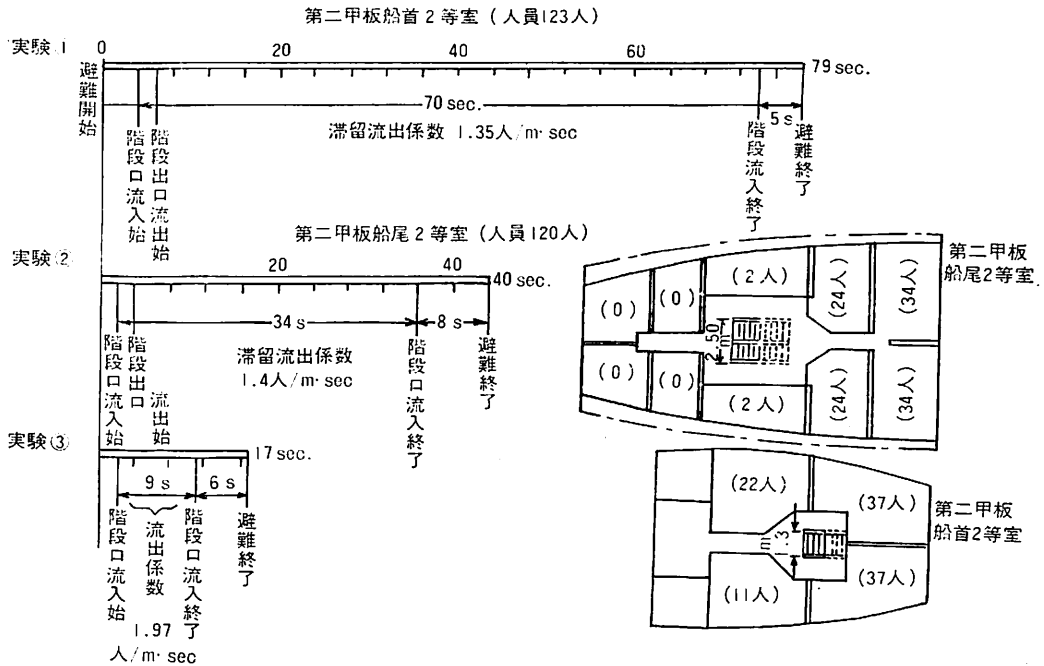 第二甲板船首2等室 (人員123人)
実験1
0
20
40
60
79 sec.
避難開始
70 sec.
5 s
滞留流出係数 1.35人/m·sec
階段口流入始
階段出口流出始
階段流入終了
避難終了
第二甲板船尾2等室 (人員120人)
実験②
20
40
40 sec.
34 s
8 s
滞留流出係数
1.4人/m·sec
階段口流入始
階段出口流出始
階段口流入終了
避難終了
実験③
17 sec.
9 s
6 s
階段口流入始
流出係数
1.97
人/m·sec
階段口流入終了
避難終了
第二甲板
船尾2等室
(0)
(0)
(2人)
(24人)
(34人)
2.50
m
(0)
(0)
(2人)
(24人)
(34人)
第二甲板
船首2等室
(22人)
(37人)
1.3
m
(11人)
(37人)